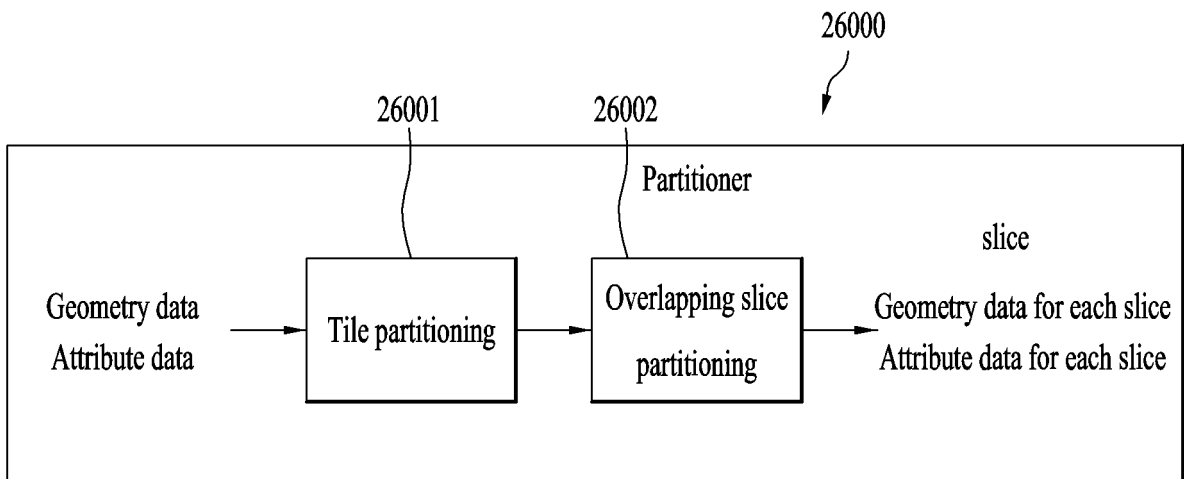 26000
26001
26002
Partitioner
slice
Geometry data
Attribute data
Tile partitioning
Overlapping slice
partitioning
Geometry data for each slice
Attribute data for each slice